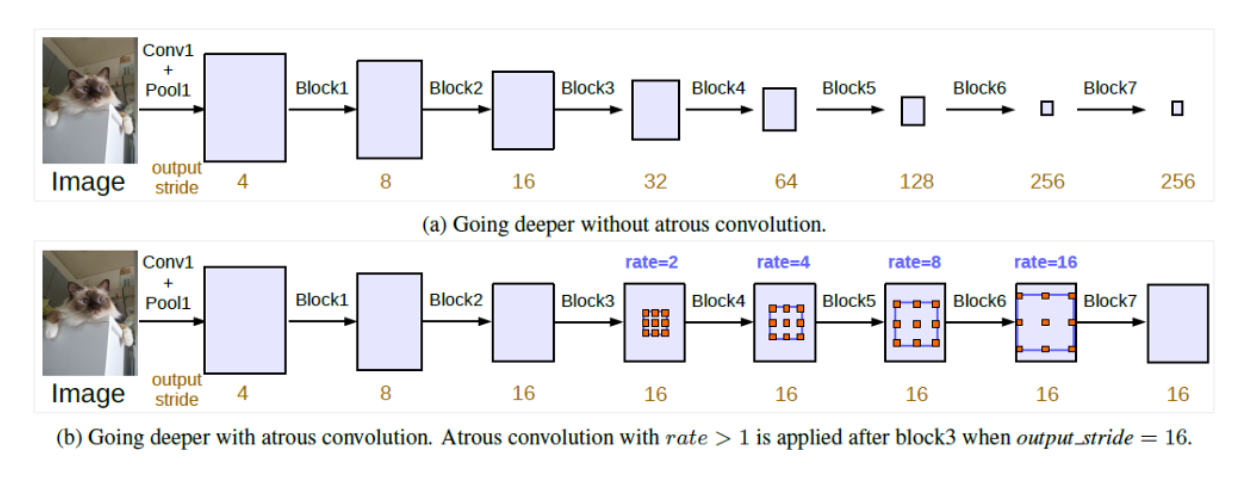 Conv1
+
Pool1
Block1
Block2
Block3
Block4
Block5
Block6
Block7
Image
output
stride
4
8
16
32
64
128
256
256
(a) Going deeper without atrous convolution.
rate=2
rate=4
rate=8
rate=16
Conv1
+
Pool1
Block1
Block2
Block3
Block4
Block5
Block6
Block7
Image
output
stride
4
8
16
16
16
16
16
16
(b) Going deeper with atrous convolution. Atrous convolution with rate > 1 is applied after block3 when output_stride = 16.